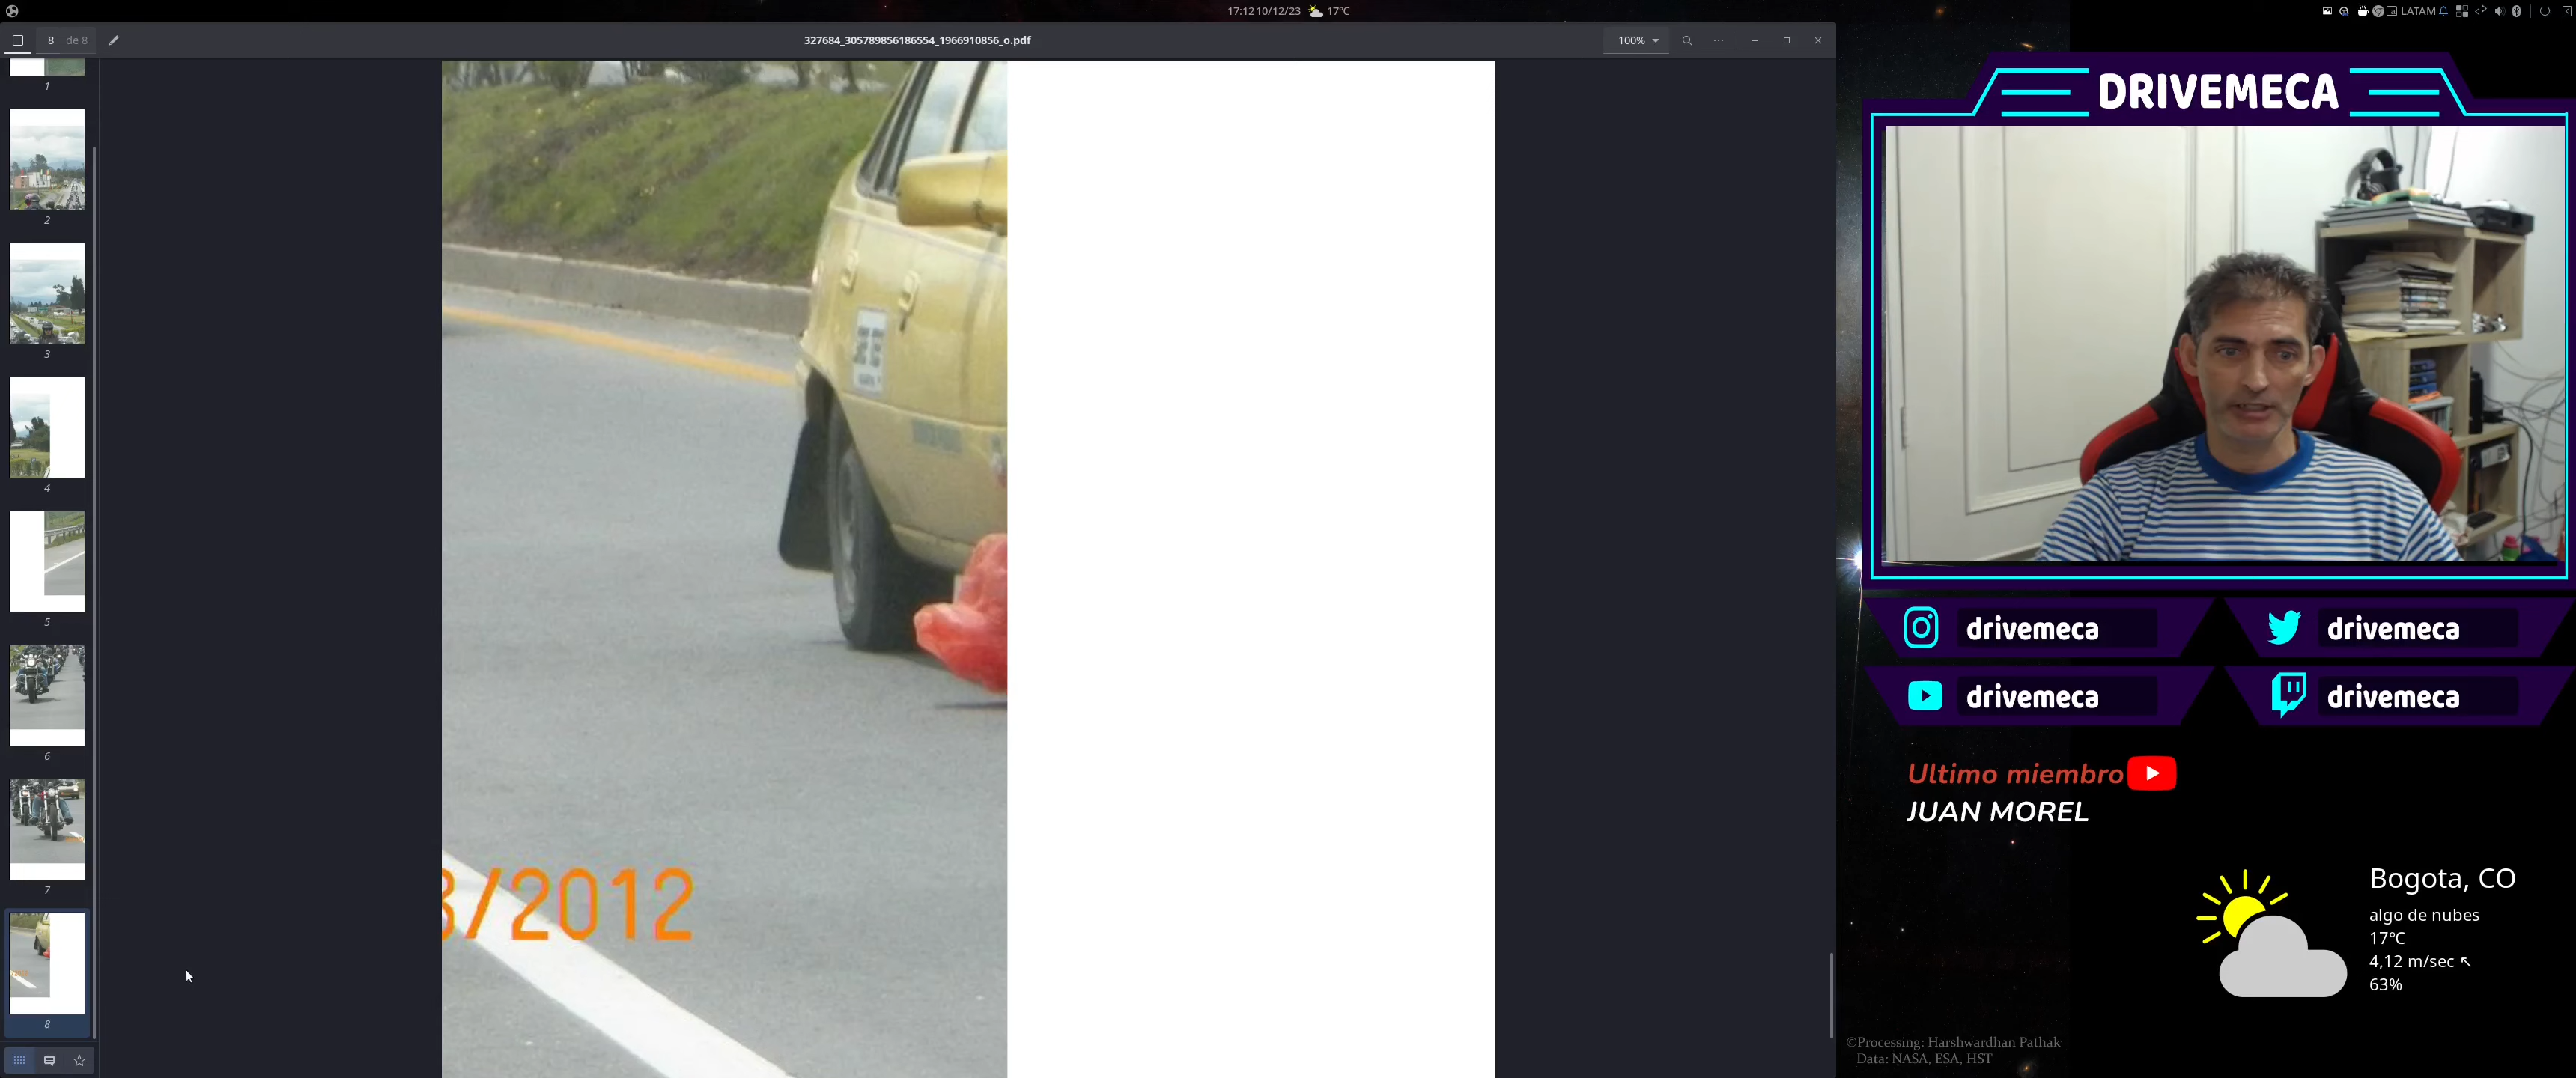 17:12 10/12/23 17°C
LATAM
8 de 8
327684_305789856186554_1966910856_o.pdf
100%
1
2
3
4
5
6
7
8
3/2012
DRIVEMECA
drivemeca
drivemeca
drivemeca
drivemeca
Ultimo miembro
JUAN MOREL
Bogota, CO
algo de nubes
17°C
4,12 m/sec ↖
63%
©Processing: Harshwardhan Pathak
Data: NASA, ESA, HST